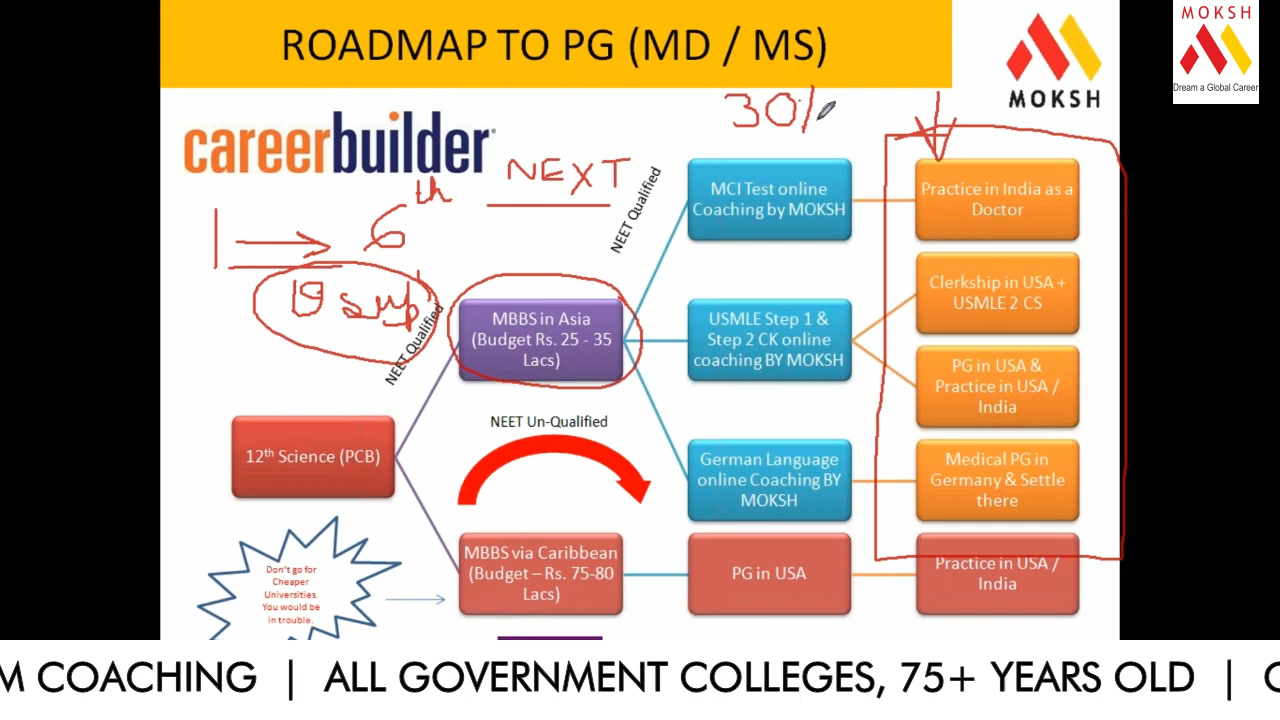 ROADMAP TO PG (MD / MS)
MOKSH
MOKSH
Dream a Global Career
careerbuilder
30%
NEXT
6th
NEET Qualified
NEET Qualified
12th Science (PCB)
MBBS in Asia
(Budget Rs. 25 - 35
Lacs)
NEET Un-Qualified
MBBS via Caribbean
(Budget – Rs. 75-80
Lacs)
MCI Test online
Coaching by MOKSH
USMLE Step 1 &
Step 2 CK online
coaching BY MOKSH
German Language
online Coaching BY
MOKSH
PG in USA
Practice in India as a
Doctor
Clerkship in USA +
USMLE 2 CS
PG in USA &
Practice in USA /
India
Medical PG in
Germany & Settle
there
Practice in USA /
India
Don't go for
Cheaper
Universities.
You would be
in trouble.
M COACHING | ALL GOVERNMENT COLLEGES, 75+ YEARS OLD |